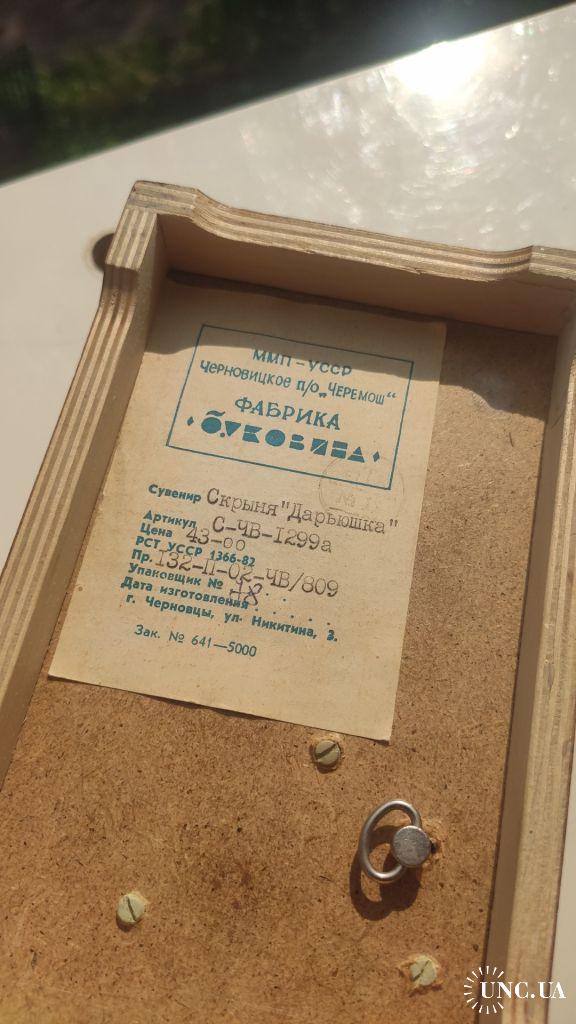 ММП – УССР
Черновицкое п/о „Черемош“
ФАБРИКА
БУКОВИНА
Сувенир Скрыня "Дарьюшка"
Артикул С-ЧВ-1299а
Цена 43-00
РСТ УССР 1366-82
Пр. 132-П-02-ЧВ/809
Упаковщик № 48
Дата изготовления . . . . .
г. Черновцы, ул. Никитина, 3.
Зак. № 641—5000
UNC.UA